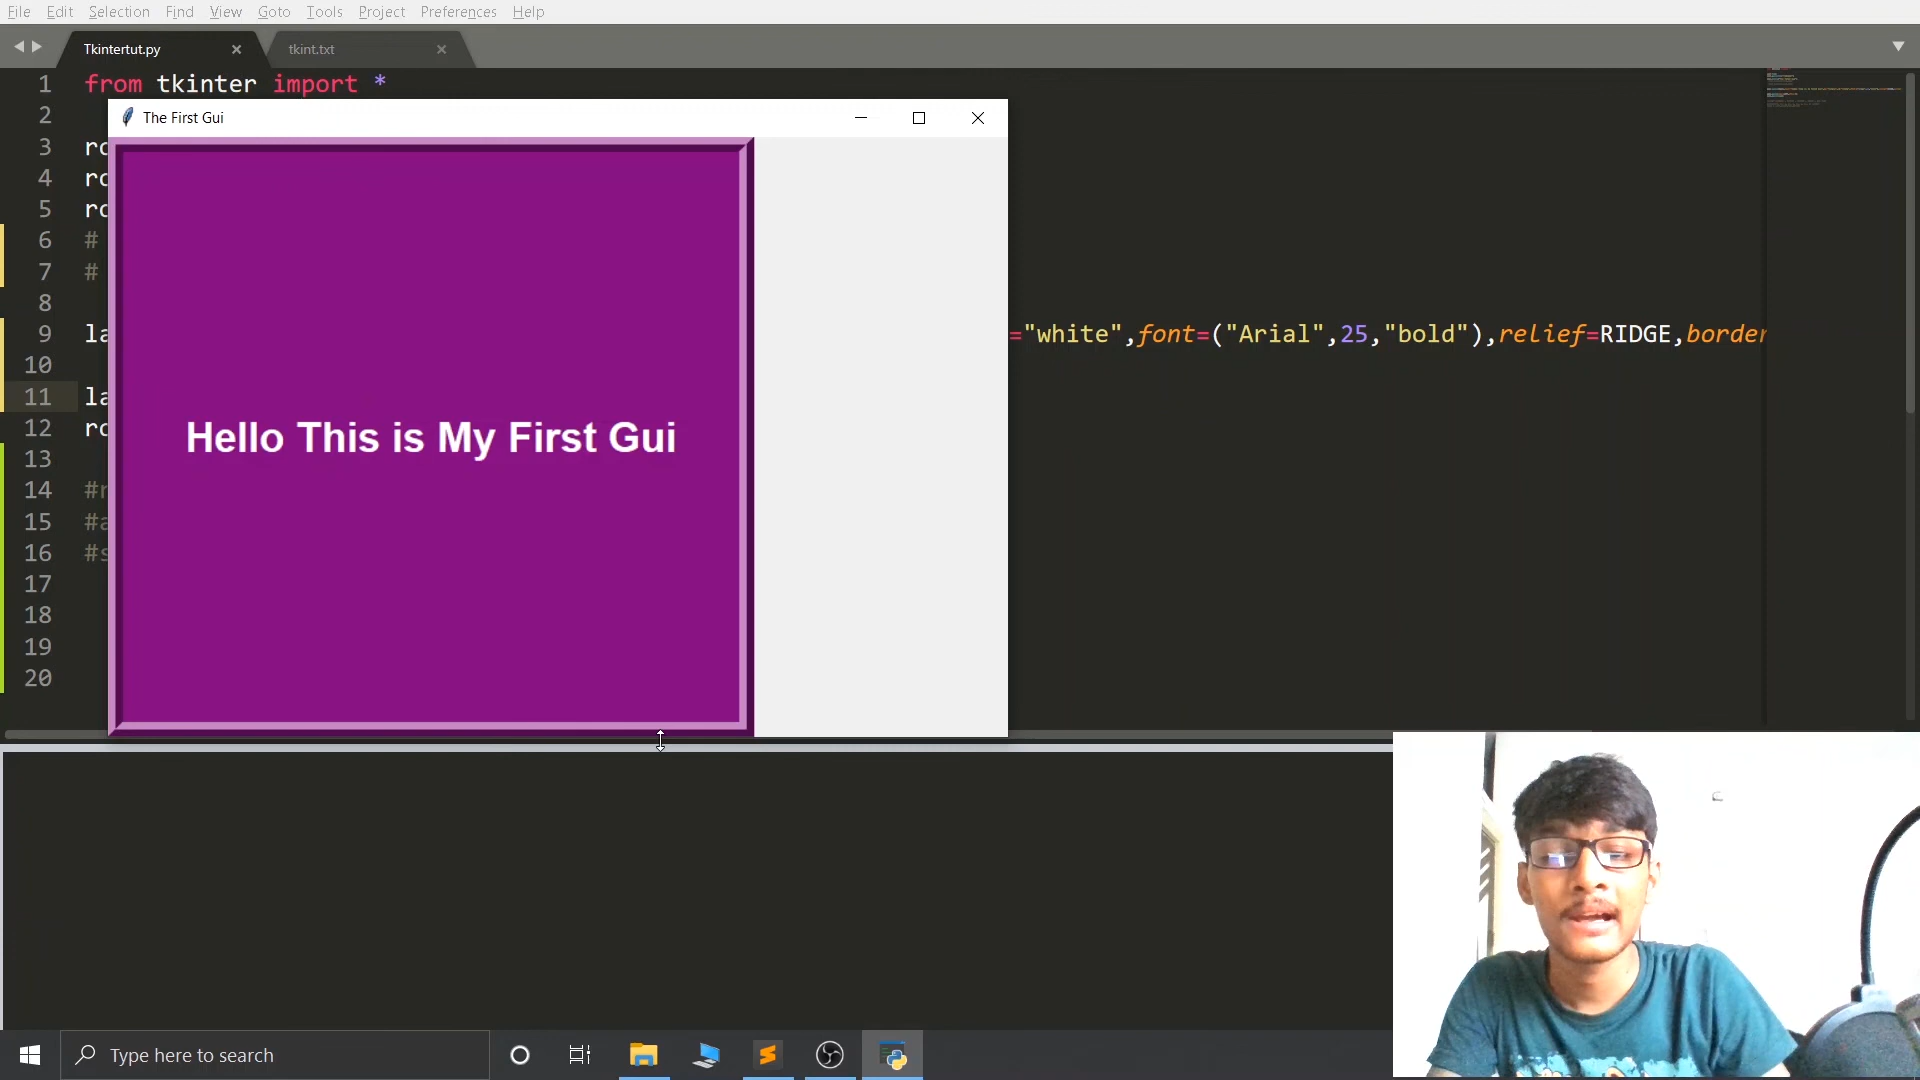 File Edit Selection Find View Goto Tools Project Preferences Help
Tkintertut.py tkint.txt
1 from tkinter import *
The First Gui
2
3 ro
4 ro
5 ro
6 #
7 #
8
9 la ="white",font=("Arial",25,"bold"),relief=RIDGE,border
10
11 la
12 ro
Hello This is My First Gui
13
14 #r
15 #a
16 #s
17
18
19
20
Type here to search